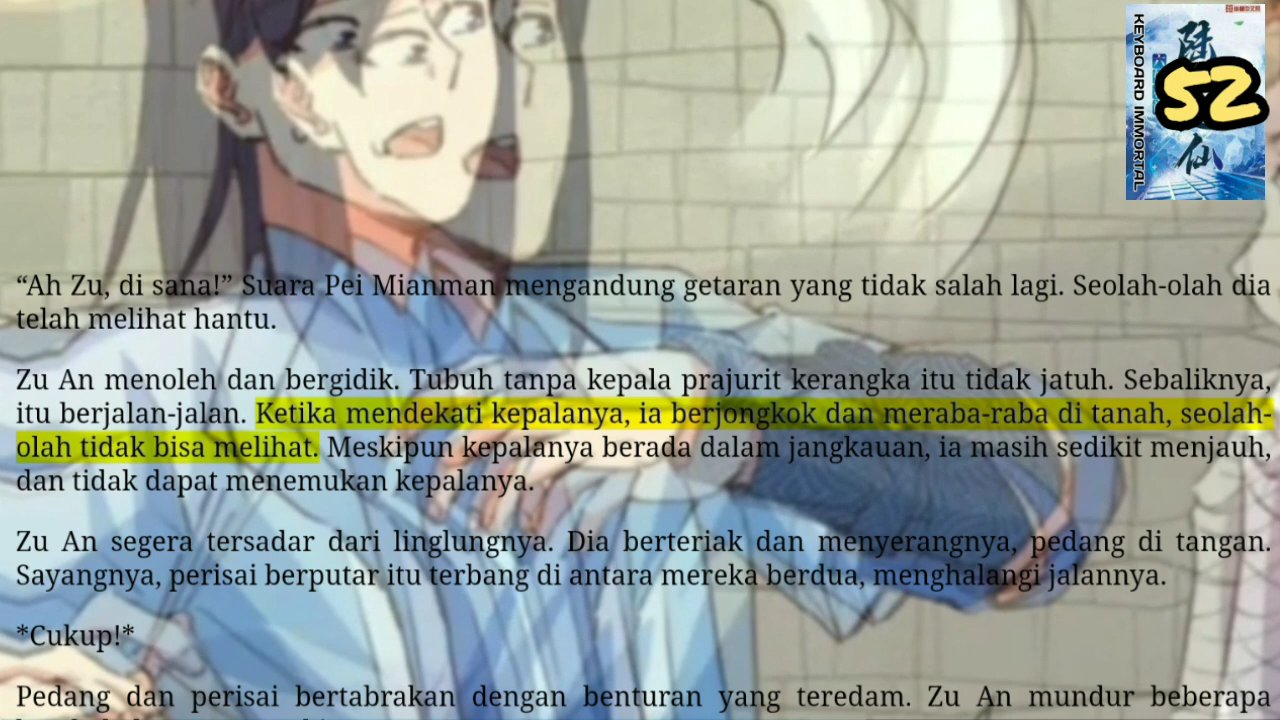 陸
仙
KEYBOARD IMMORTAL
52
“Ah Zu, di sana!” Suara Pei Mianman mengandung getaran yang tidak salah lagi. Seolah-olah dia
telah melihat hantu.
Zu An menoleh dan bergidik. Tubuh tanpa kepala prajurit kerangka itu tidak jatuh. Sebaliknya,
itu berjalan-jalan. Ketika mendekati kepalanya, ia berjongkok dan meraba-raba di tanah, seolah-
olah tidak bisa melihat. Meskipun kepalanya berada dalam jangkauan, ia masih sedikit menjauh,
dan tidak dapat menemukan kepalanya.
Zu An segera tersadar dari linglungnya. Dia berteriak dan menyerangnya, pedang di tangan.
Sayangnya, perisai berputar itu terbang di antara mereka berdua, menghalangi jalannya.
*Cukup!*
Pedang dan perisai bertabrakan dengan benturan yang teredam. Zu An mundur beberapa